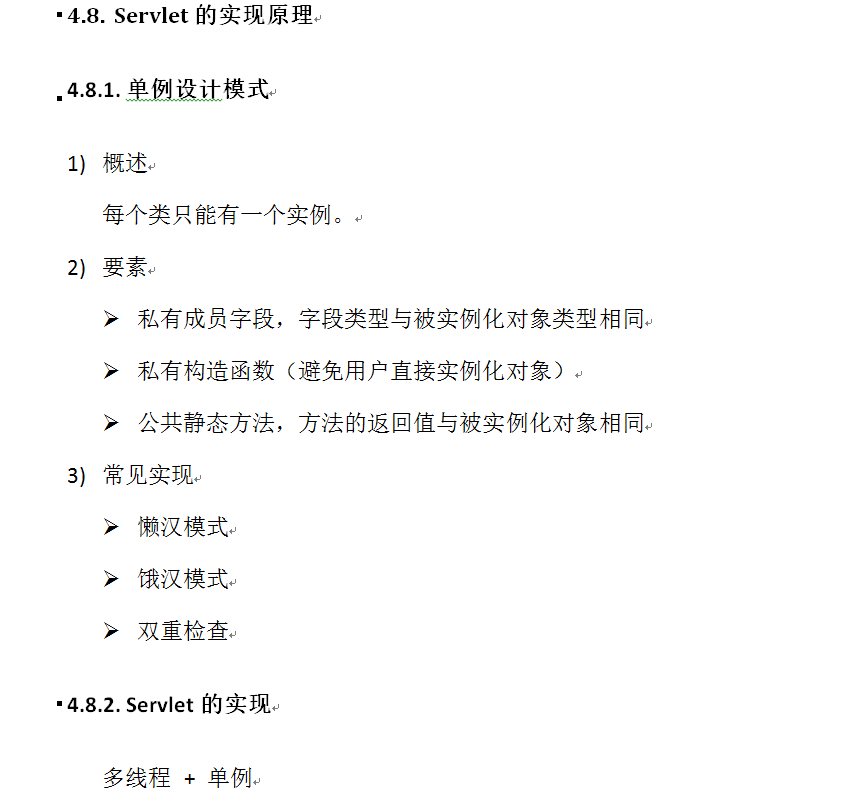 4.8. Servlet 的实现原理
4.8.1. 单例设计模式
1) 概述
每个类只能有一个实例。
2) 要素
➢ 私有成员字段，字段类型与被实例化对象类型相同
➢ 私有构造函数（避免用户直接实例化对象）
➢ 公共静态方法，方法的返回值与被实例化对象相同
3) 常见实现
➢ 懒汉模式
➢ 饿汉模式
➢ 双重检查
4.8.2. Servlet 的实现
多线程 + 单例